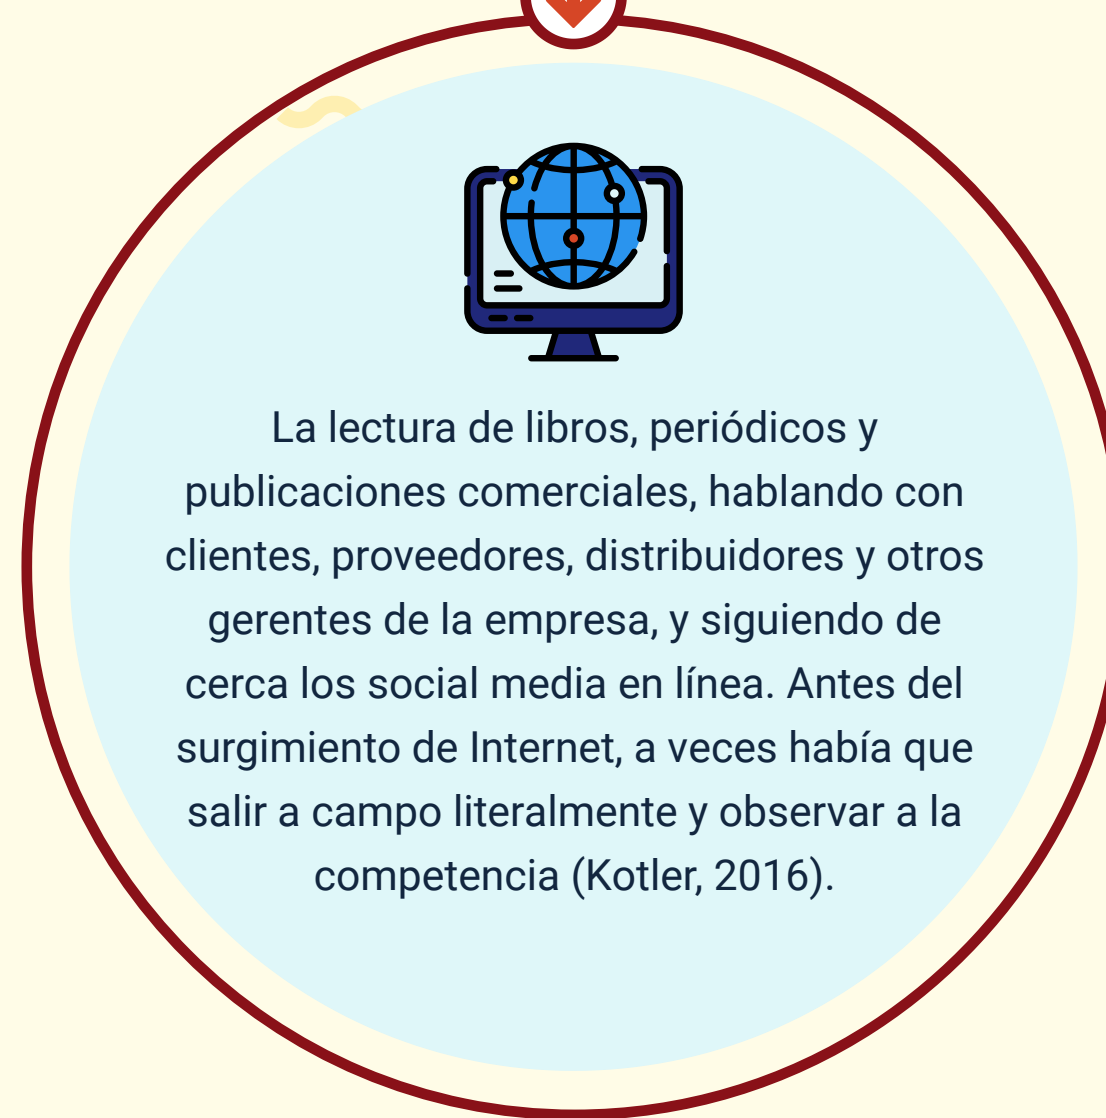 La lectura de libros, periódicos y
publicaciones comerciales, hablando con
clientes, proveedores, distribuidores y otros
gerentes de la empresa, y siguiendo de
cerca los social media en línea. Antes del
surgimiento de Internet, a veces había que
salir a campo literalmente y observar a la
competencia (Kotler, 2016).